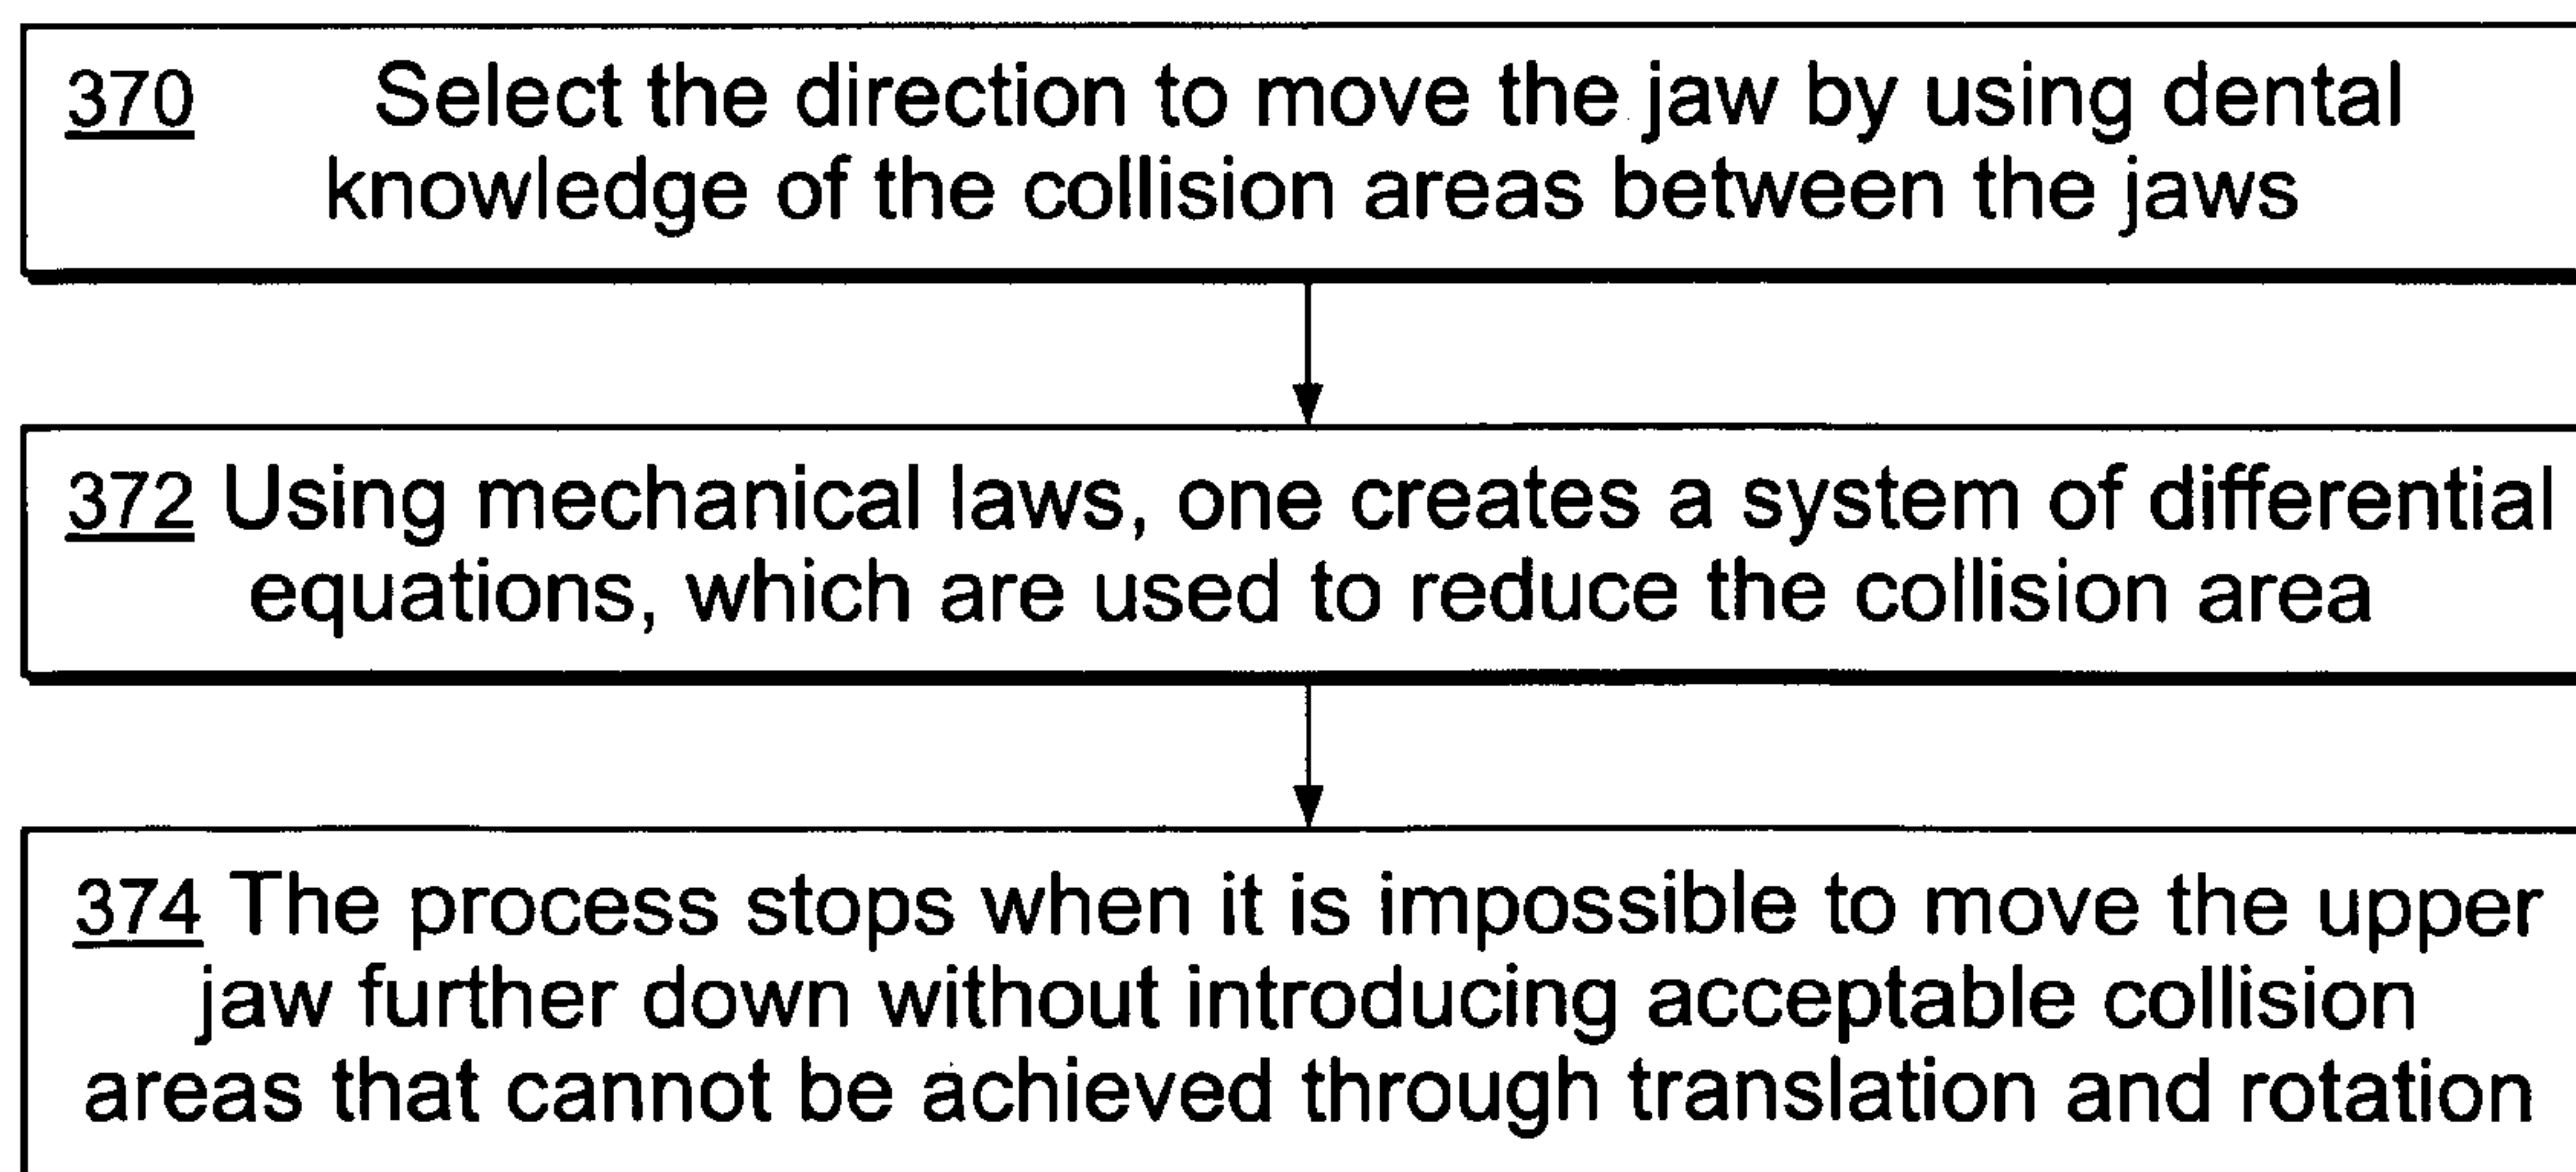 370 Select the direction to move the jaw by using dental
knowledge of the collision areas between the jaws
372 Using mechanical laws, one creates a system of differential
equations, which are used to reduce the collision area
374 The process stops when it is impossible to move the upper
jaw further down without introducing acceptable collision
areas that cannot be achieved through translation and rotation